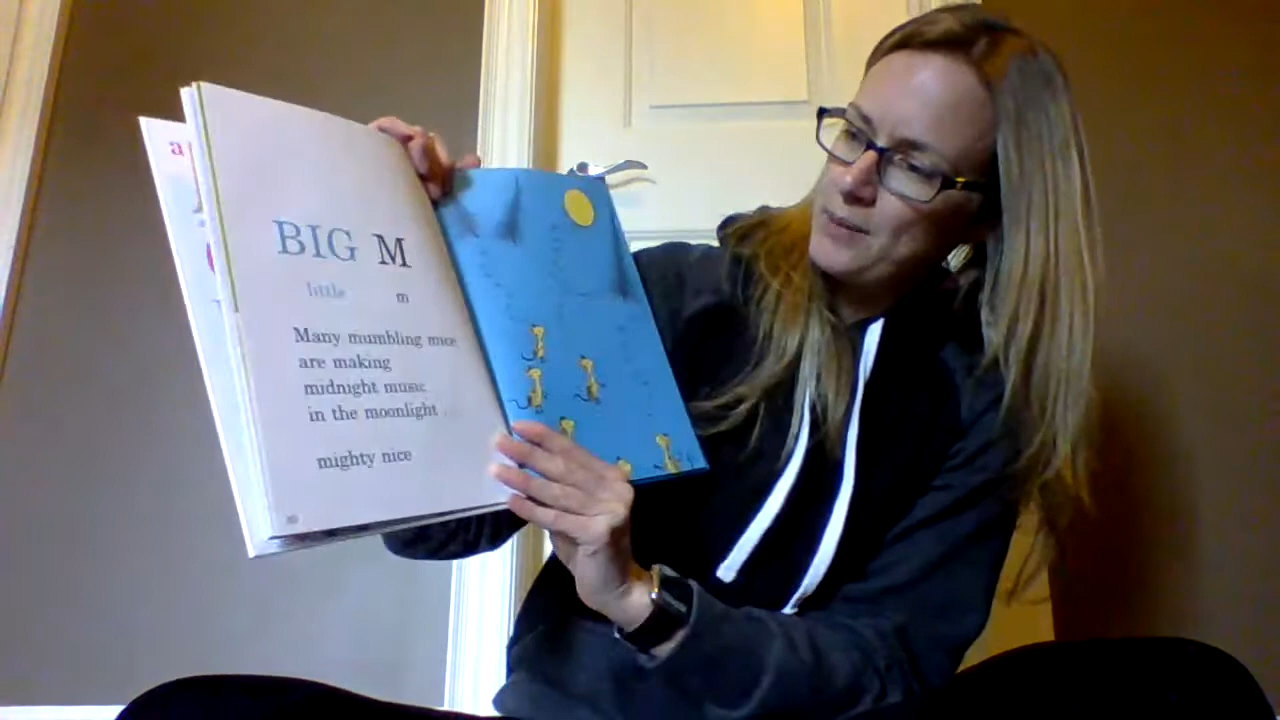 a
BIG M
little m
Many mumbling mice
are making
midnight music
in the moonlight
mighty nice